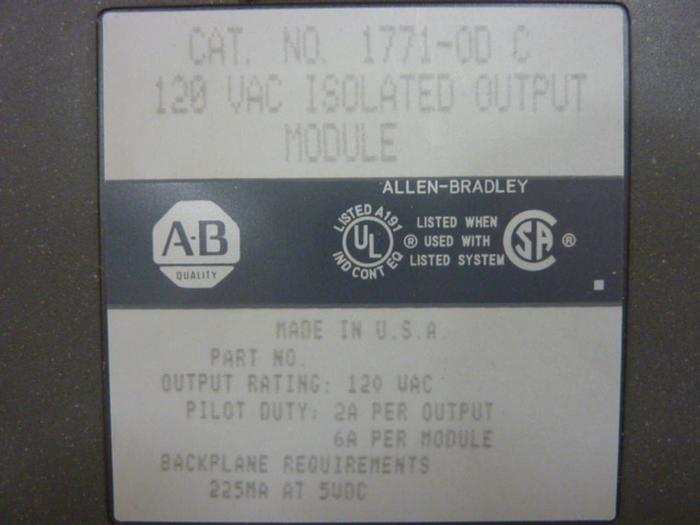 CAT. NO. 1771-OD C
120 VAC ISOLATED OUTPUT
MODULE
ALLEN-BRADLEY
A·B
QUALITY
LISTED A191
UL ®
IND CONT EQ
LISTED WHEN
USED WITH
LISTED SYSTEM
SA ®
MADE IN U.S.A.
PART NO.
OUTPUT RATING: 120 VAC
PILOT DUTY: 2A PER OUTPUT
6A PER MODULE
BACKPLANE REQUIREMENTS
225MA AT 5VDC